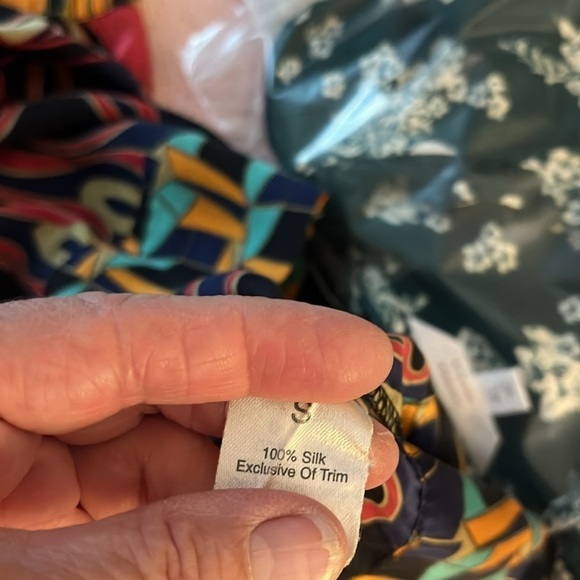 S
100% Silk
Exclusive Of Trim